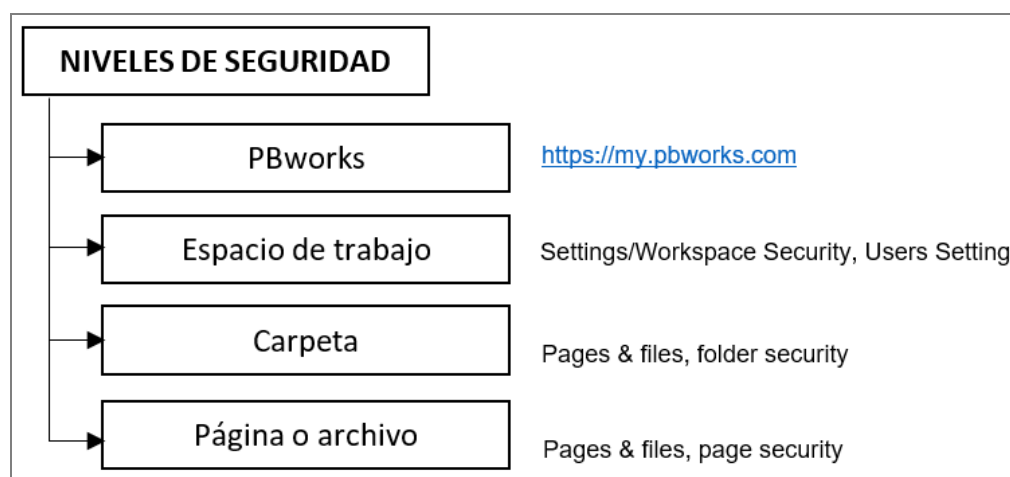 NIVELES DE SEGURIDAD
PBworks https://my.pbworks.com
Espacio de trabajo Settings/Workspace Security, Users Setting
Carpeta Pages & files, folder security
Página o archivo Pages & files, page security